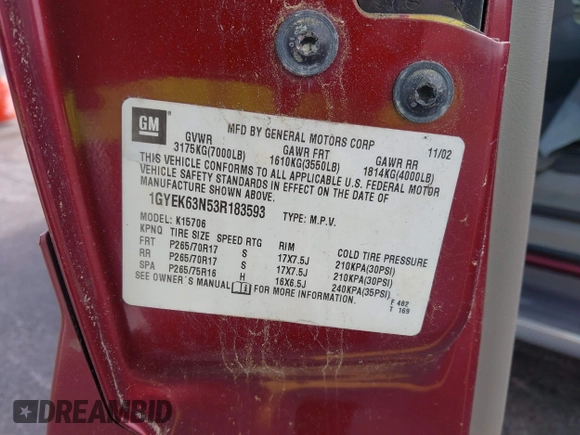 GM
MFD BY GENERAL MOTORS CORP
11/02
GVWR GAWR FRT GAWR RR
3175KG(7000LB) 1610KG(3550LB) 1814KG(4000LB)
THIS VEHICLE CONFORMS TO ALL APPLICABLE U.S. FEDERAL MOTOR
VEHICLE SAFETY STANDARDS IN EFFECT ON THE DATE OF
MANUFACTURE SHOWN ABOVE.
1GYEK63N53R183593 TYPE: M.P.V.
MODEL: K15706
KPNQ TIRE SIZE SPEED RTG RIM COLD TIRE PRESSURE
FRT P265/70R17 S 17X7.5J 210KPA(30PSI)
RR P265/70R17 S 17X7.5J 210KPA(30PSI)
SPA P265/75R16 H 16X6.5J 240KPA(35PSI)
SEE OWNER'S MANUAL FOR MORE INFORMATION.
F 462
T 169
DREAMBID